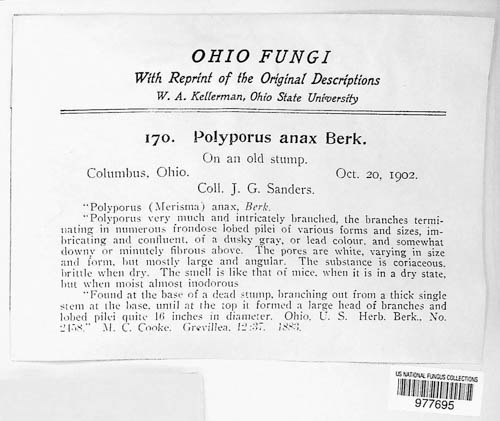 OHIO FUNGI
With Reprint of the Original Descriptions
W. A. Kellerman, Ohio State University
170. Polyporus anax Berk.
On an old stump.
Columbus, Ohio. Oct. 20, 1902.
Coll. J. G. Sanders.
"Polyporus (Merisma) anax, Berk.
"Polyporus very much and intricately branched, the branches termi-
nating in numerous frondose lobed pilei of various forms and sizes, im-
bricating and confluent, of a dusky gray, or lead colour, and somewhat
downy or minutely fibrous above. The pores are white, varying in size
and form, but mostly large and angular. The substance is coriaceous,
brittle when dry. The smell is like that of mice, when it is in a dry state,
but when moist almost inodorous
"Found at the base of a dead stump, branching out from a thick single
stem at the base, until at the top it formed a large head of branches and
lobed pilei quite 16 inches in diameter. Ohio, U. S. Herb. Berk., No.
2458." M. C. Cooke, Grevillea, 12:37. 1883.
US NATIONAL FUNGUS COLLECTIONS
977695